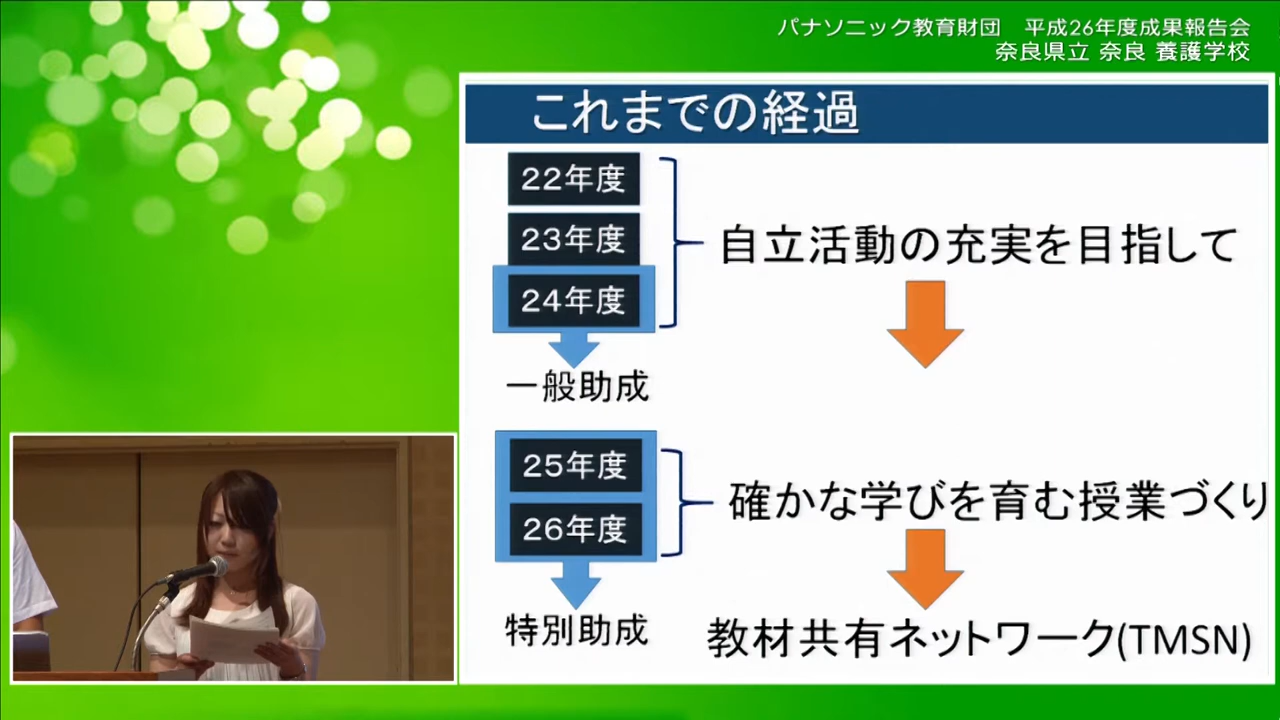 パナソニック教育財団　平成26年度成果報告会
奈良県立 奈良 養護学校
これまでの経過
22年度
23年度
24年度
自立活動の充実を目指して
一般助成
25年度
26年度
確かな学びを育む授業づくり
特別助成
教材共有ネットワーク(TMSN)